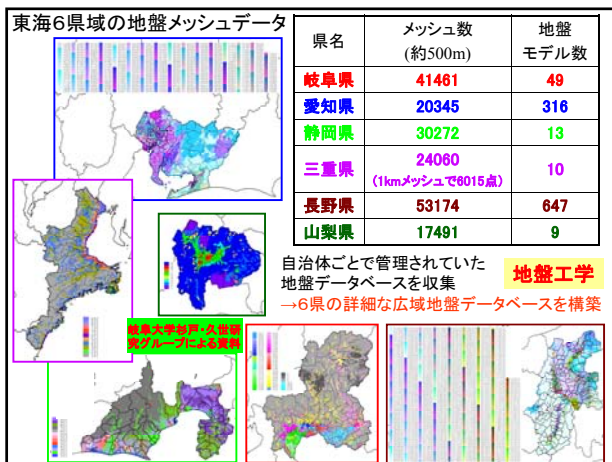 東海6県域の地盤メッシュデータ
県名 メッシュ数 地盤
(約500m) モデル数
岐阜県 41461 49
愛知県 20345 316
静岡県 30272 13
三重県 24060 10
(1kmメッシュで6015点)
長野県 53174 647
山梨県 17491 9
自治体ごとで管理されていた
地盤データベースを収集
地盤工学
→6県の詳細な広域地盤データベースを構築
岐阜大学杉戸・久世研
究グループによる資料